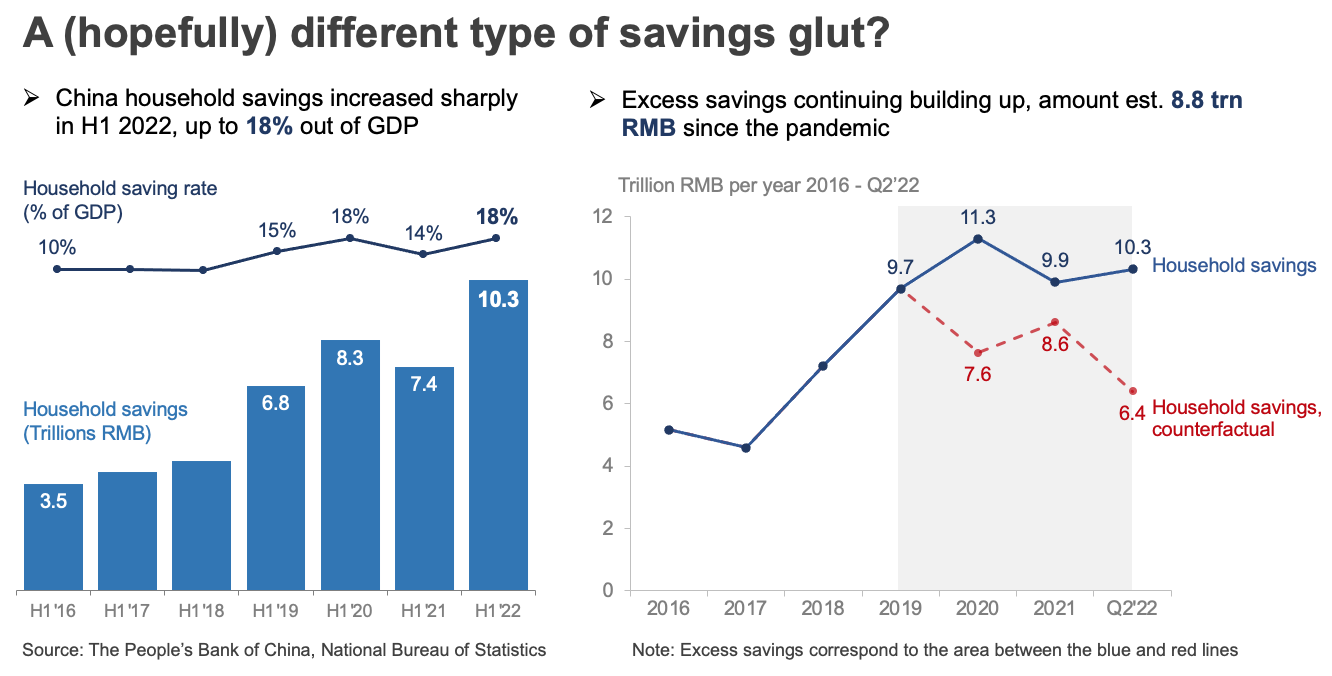 A (hopefully) different type of savings glut?
➢ China household savings increased sharply
in H1 2022, up to 18% out of GDP
Household saving rate
(% of GDP)
10%
15%
18%
14%
18%
Household savings
(Trillions RMB)
3.5
6.8
8.3
7.4
10.3
H1'16
H1'17
H1'18
H1'19
H1'20
H1'21
H1'22
Source: The People's Bank of China, National Bureau of Statistics
➢ Excess savings continuing building up, amount est. 8.8 trn
RMB since the pandemic
Trillion RMB per year 2016 - Q2'22
12
10
8
6
4
2
0
9.7
11.3
9.9
10.3
Household savings
7.6
8.6
6.4
Household savings,
counterfactual
2016
2017
2018
2019
2020
2021
Q2'22
Note: Excess savings correspond to the area between the blue and red lines